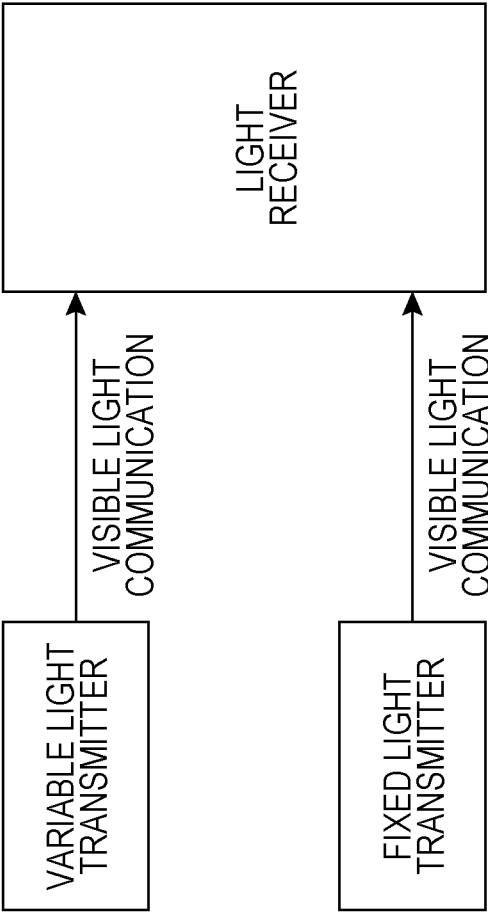 LIGHT
RECEIVER
VISIBLE LIGHT
COMMUNICATION
VISIBLE LIGHT
COMMUNICATION
VARIABLE LIGHT
TRANSMITTER
FIXED LIGHT
TRANSMITTER